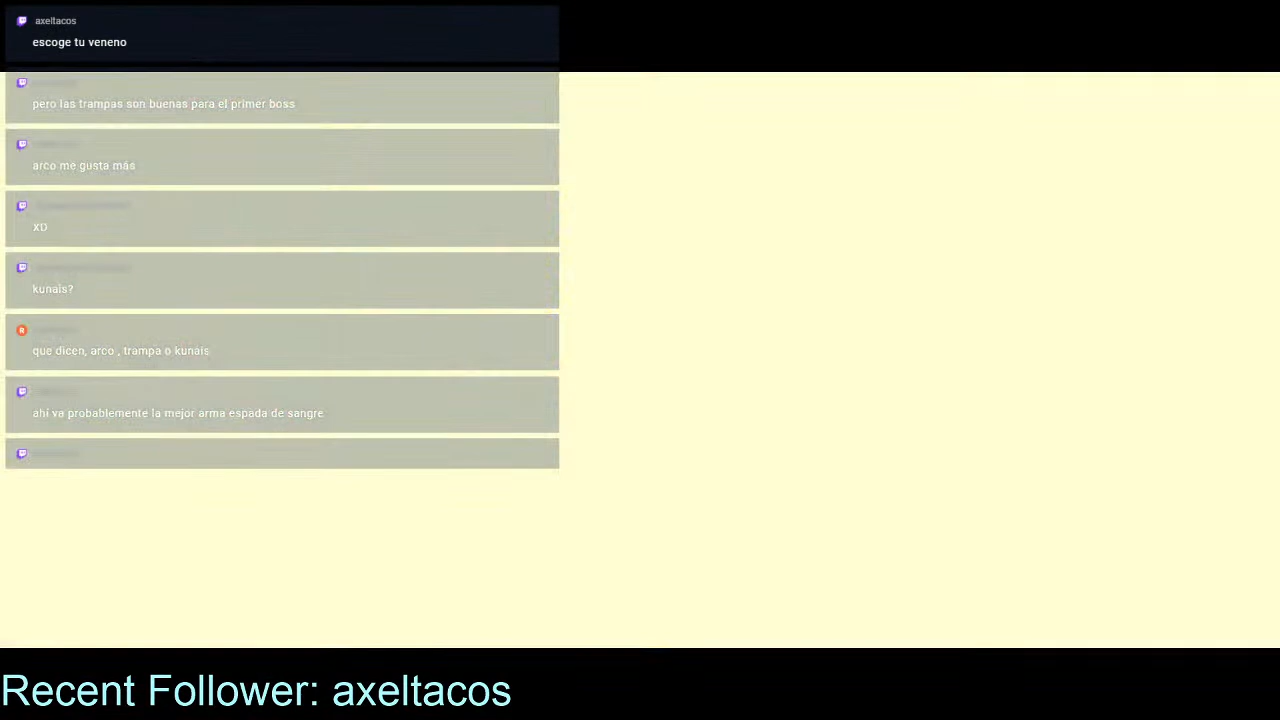 axeltacos
escoge tu veneno
pero las trampas son buenas para el primer boss
arco me gusta más
XD
kunais?
R
que dicen, arco , trampa o kunais
ahí va probablemente la mejor arma espada de sangre
Recent Follower: axeltacos